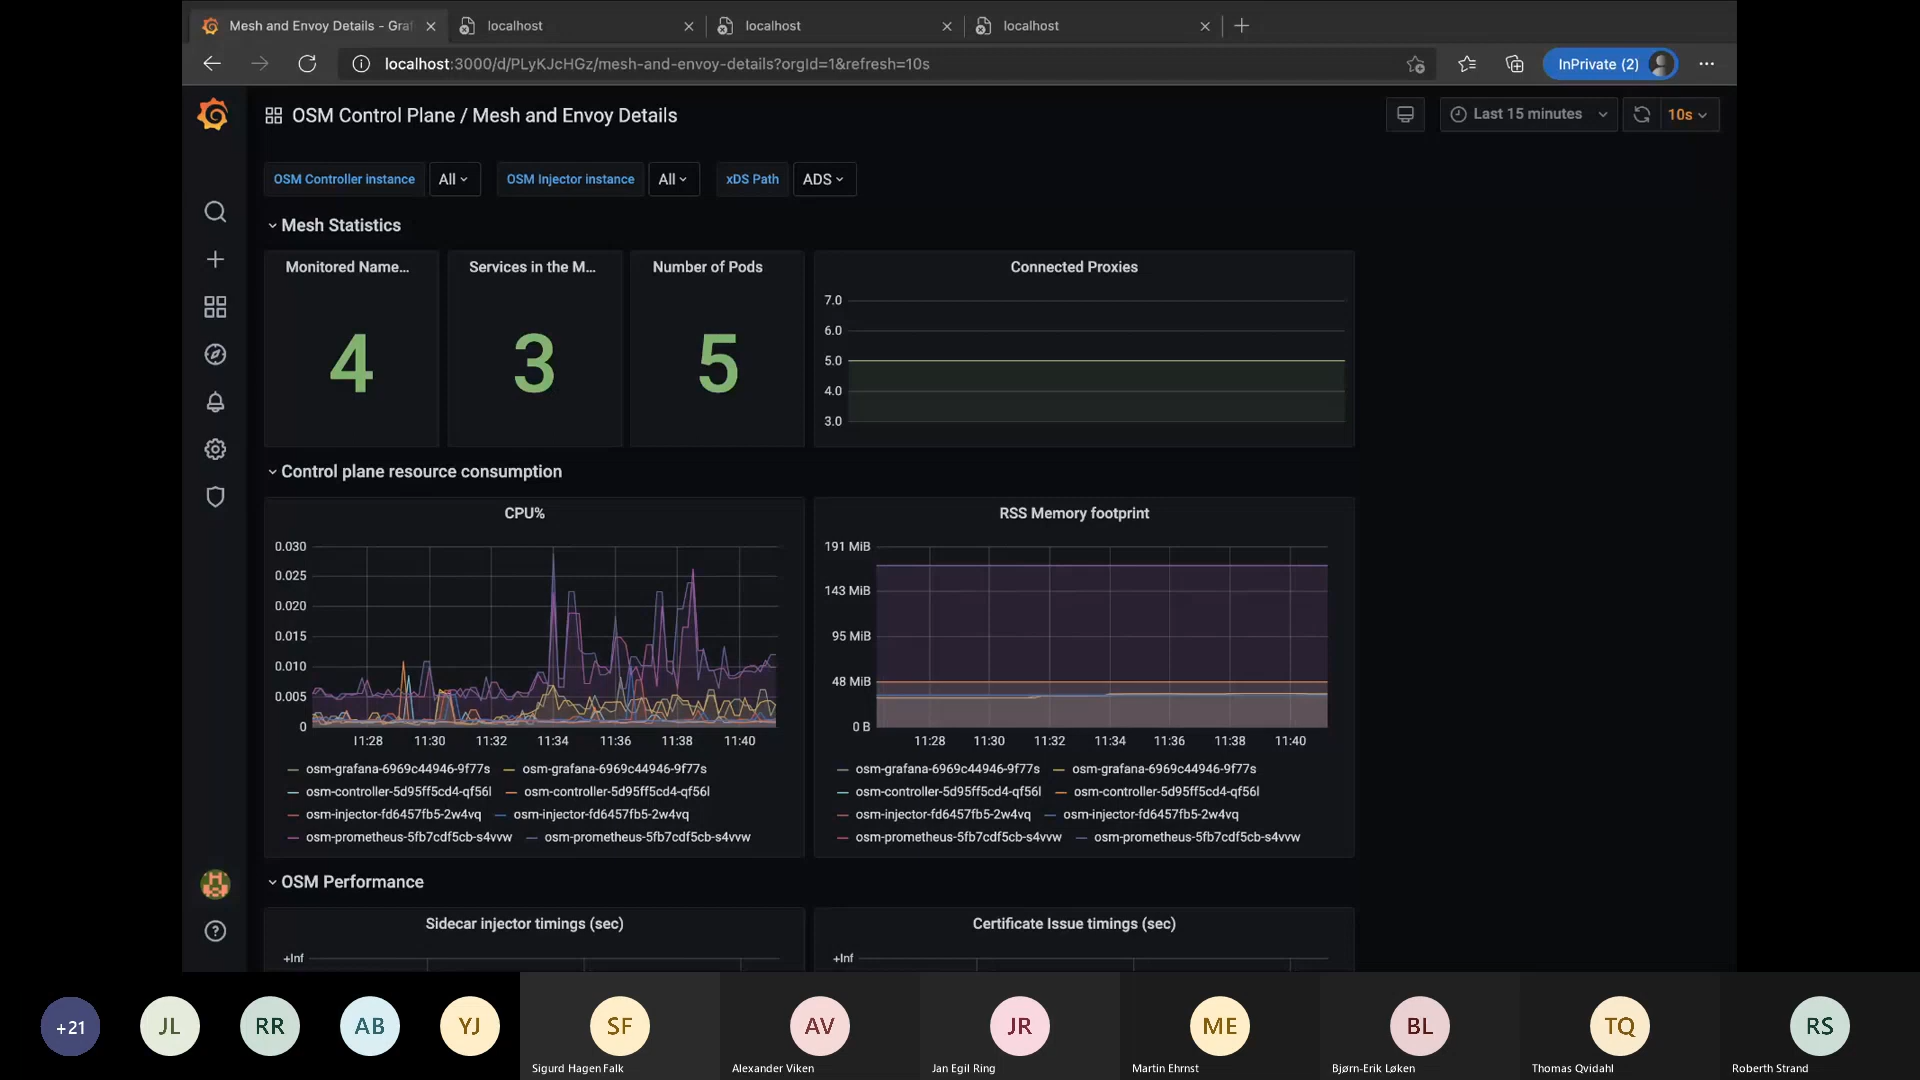 Mesh and Envoy Details - Gra
localhost
localhost
localhost
localhost:3000/d/PLyKJcHGz/mesh-and-envoy-details?orgId=1&refresh=10s
InPrivate (2)
OSM Control Plane / Mesh and Envoy Details
Last 15 minutes
10s
OSM Controller instance All OSM Injector instance All xDS Path ADS
Mesh Statistics
Monitored Name...
4
Services in the M...
3
Number of Pods
5
Connected Proxies
7.0
6.0
5.0
4.0
3.0
Control plane resource consumption
CPU%
0.030
0.025
0.020
0.015
0.010
0.005
0
11:28 11:30 11:32 11:34 11:36 11:38 11:40
osm-grafana-6969c44946-9f77s osm-grafana-6969c44946-9f77s
osm-controller-5d95ff5cd4-qf56l osm-controller-5d95ff5cd4-qf56l
osm-injector-fd6457fb5-2w4vq osm-injector-fd6457fb5-2w4vq
osm-prometheus-5fb7cdf5cb-s4vvw osm-prometheus-5fb7cdf5cb-s4vvw
RSS Memory footprint
191 MiB
143 MiB
95 MiB
48 MiB
0 B
11:28 11:30 11:32 11:34 11:36 11:38 11:40
osm-grafana-6969c44946-9f77s osm-grafana-6969c44946-9f77s
osm-controller-5d95ff5cd4-qf56l osm-controller-5d95ff5cd4-qf56l
osm-injector-fd6457fb5-2w4vq osm-injector-fd6457fb5-2w4vq
osm-prometheus-5fb7cdf5cb-s4vvw osm-prometheus-5fb7cdf5cb-s4vvw
OSM Performance
Sidecar injector timings (sec)
+Inf
Certificate Issue timings (sec)
+Inf
+21 JL RR AB YJ SF AV JR ME BL TQ RS
Sigurd Hagen Falk Alexander Viken Jan Egil Ring Martin Ehrnst Bjørn-Erik Løken Thomas Qvidahl Roberth Strand